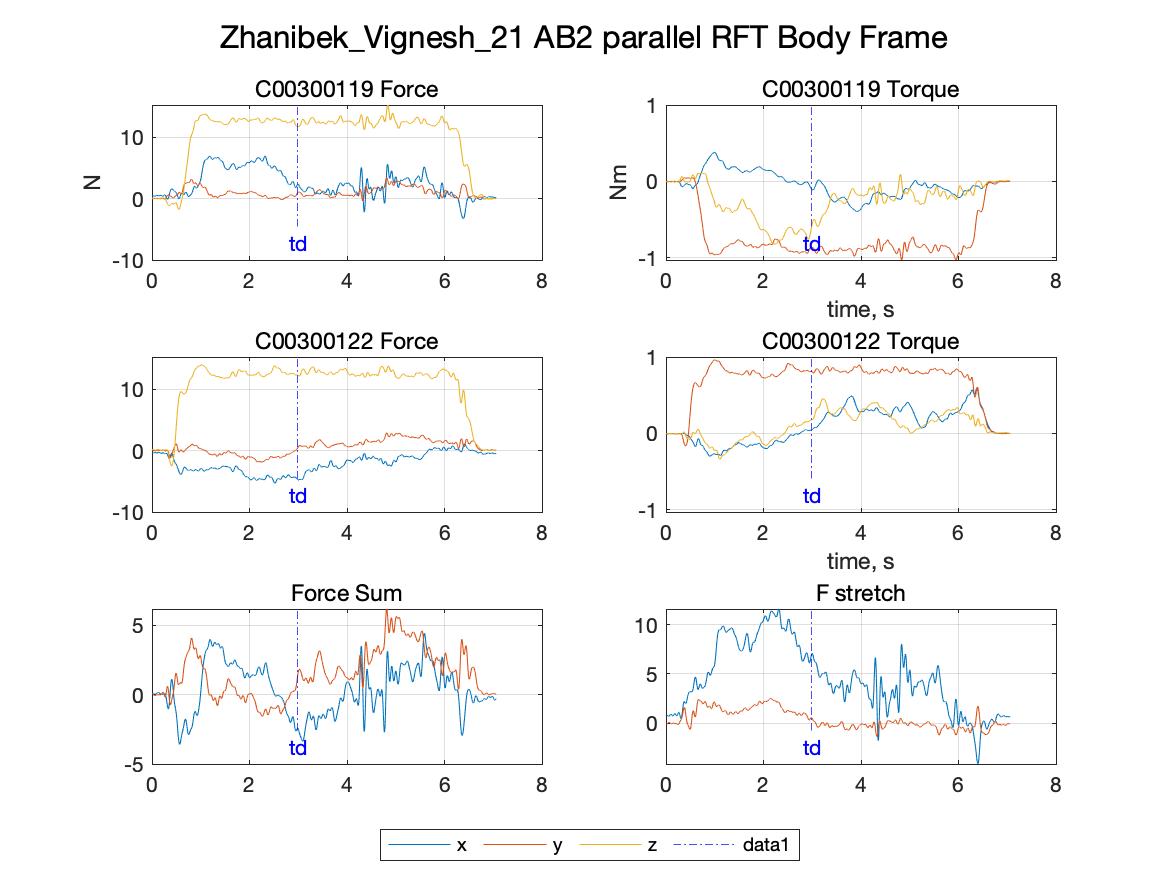 Zhanibek_Vignesh_21 AB2 parallel RFT Body Frame
C00300119 Force
N
10
0
-10
td
0 2 4 6 8
C00300119 Torque
Nm
1
0
-1
td
0 2 4 6 8
time, s
C00300122 Force
10
0
-10
td
0 2 4 6 8
C00300122 Torque
1
0
-1
td
0 2 4 6 8
time, s
Force Sum
5
0
-5
td
0 2 4 6 8
F stretch
10
5
0
td
0 2 4 6 8
x y z data1